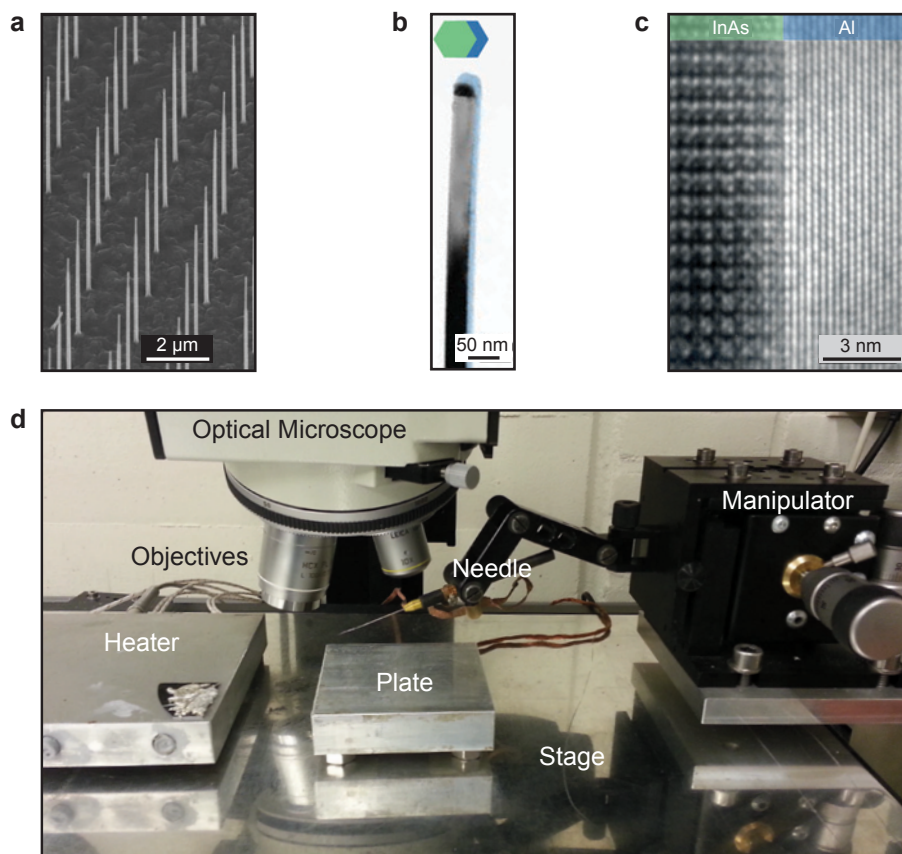 a
b
c
InAs
Al
2 µm
50 nm
3 nm
d
Optical Microscope
Manipulator
Objectives
Needle
Heater
Plate
Stage